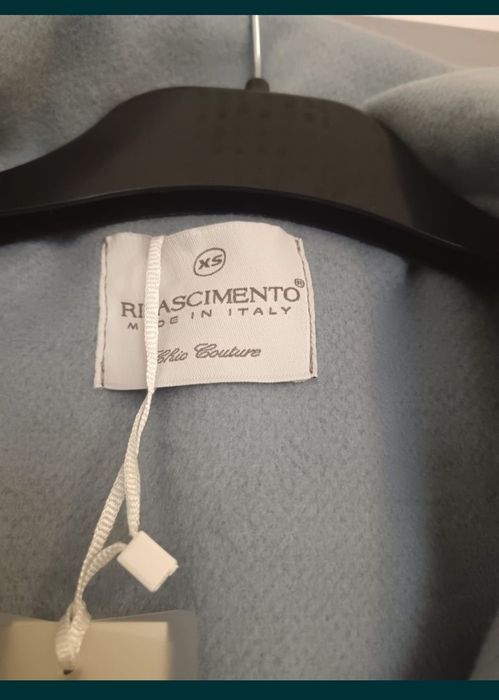 XS
RINASCIMENTO®
MADE IN ITALY
Chic Couture